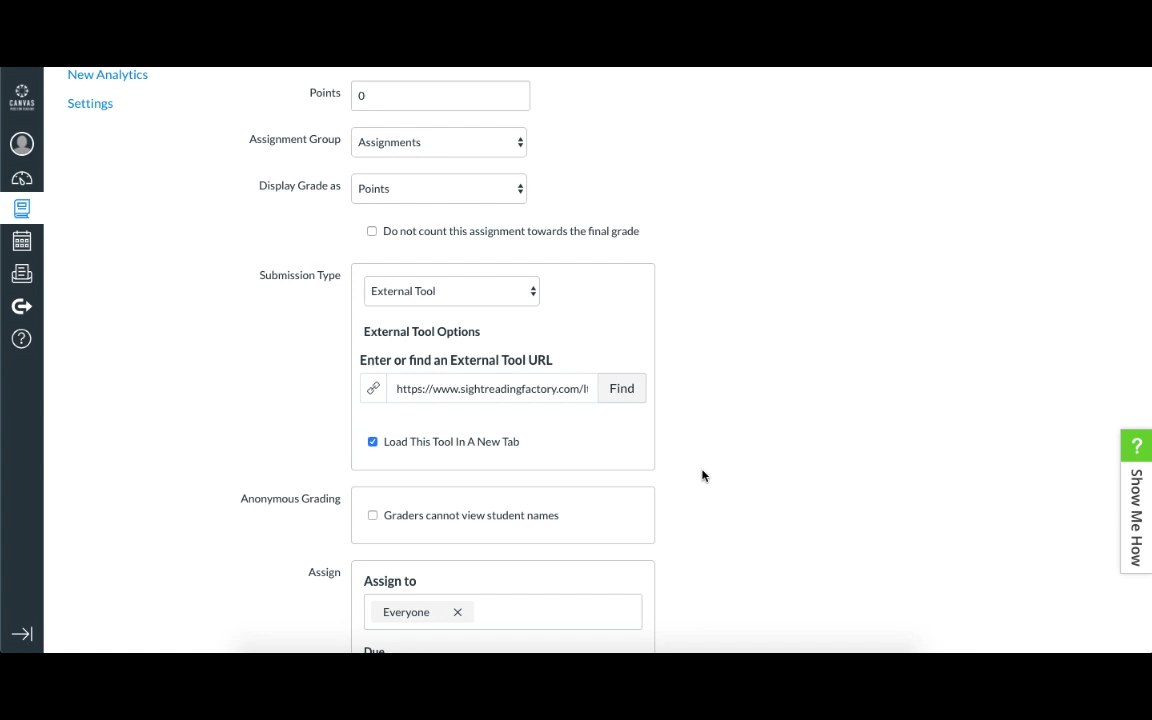 New Analytics
Settings
CANVAS
Points
0
Assignment Group
Assignments
Display Grade as
Points
Do not count this assignment towards the final grade
Submission Type
External Tool
External Tool Options
Enter or find an External Tool URL
https://www.sightreadingfactory.com/lt
Find
Load This Tool In A New Tab
Anonymous Grading
Graders cannot view student names
Assign
Assign to
Everyone
Due
? Show Me How